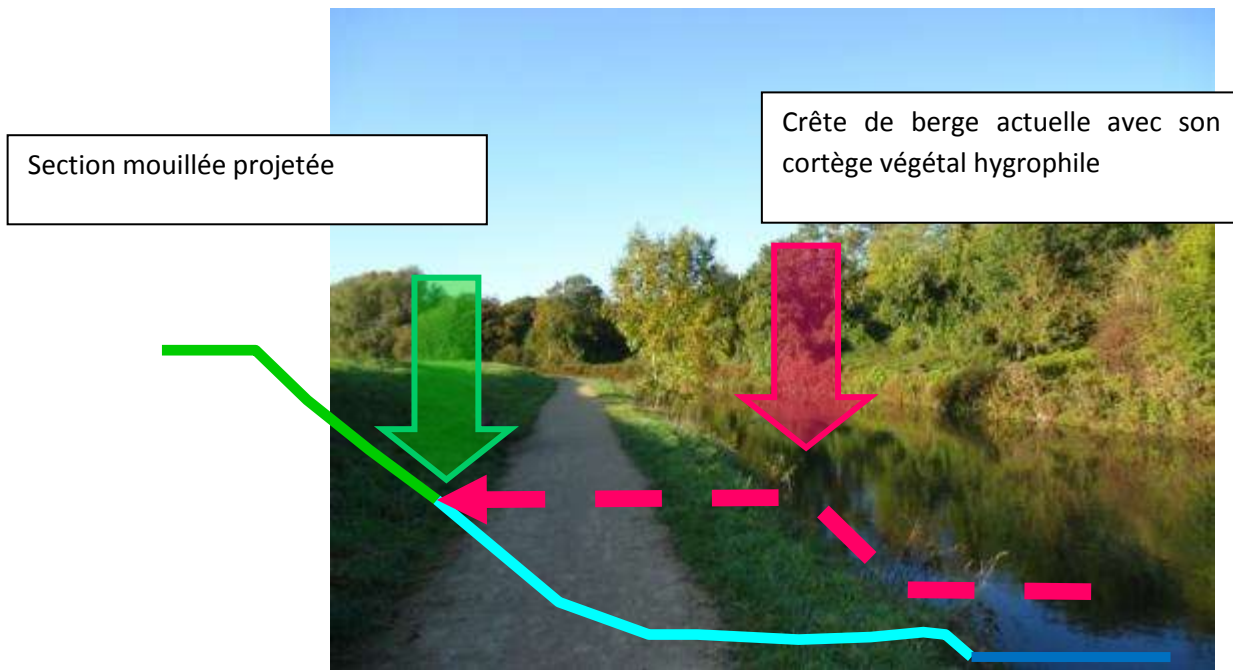 Section mouillée projetée
Crête de berge actuelle avec son
cortège végétal hygrophile